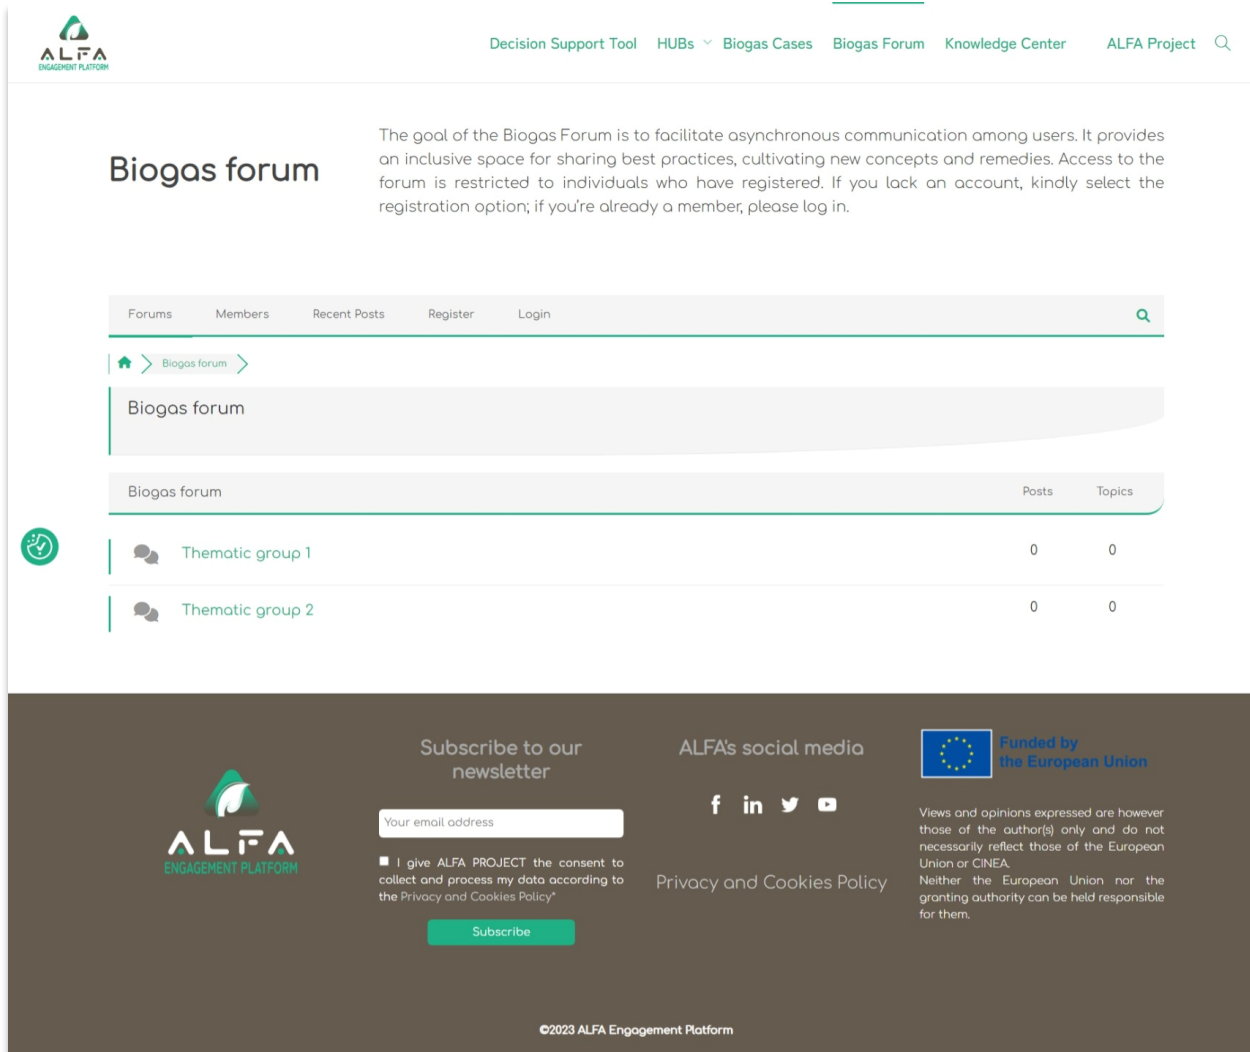 ALFA
ENGAGEMENT PLATFORM
Decision Support Tool HUBs Biogas Cases Biogas Forum Knowledge Center ALFA Project
Biogas forum
The goal of the Biogas Forum is to facilitate asynchronous communication among users. It provides
an inclusive space for sharing best practices, cultivating new concepts and remedies. Access to the
forum is restricted to individuals who have registered. If you lack an account, kindly select the
registration option; if you're already a member, please log in.
Forums Members Recent Posts Register Login
Biogas forum
Biogas forum
Biogas forum Posts Topics
Thematic group 1 0 0
Thematic group 2 0 0
ALFA
ENGAGEMENT PLATFORM
Subscribe to our
newsletter
Your email address
I give ALFA PROJECT the consent to
collect and process my data according to
the Privacy and Cookies Policy*
Subscribe
ALFA's social media
Privacy and Cookies Policy
Funded by
the European Union
Views and opinions expressed are however
those of the author(s) only and do not
necessarily reflect those of the European
Union or CINEA.
Neither the European Union nor the
granting authority can be held responsible
for them.
©2023 ALFA Engagement Platform